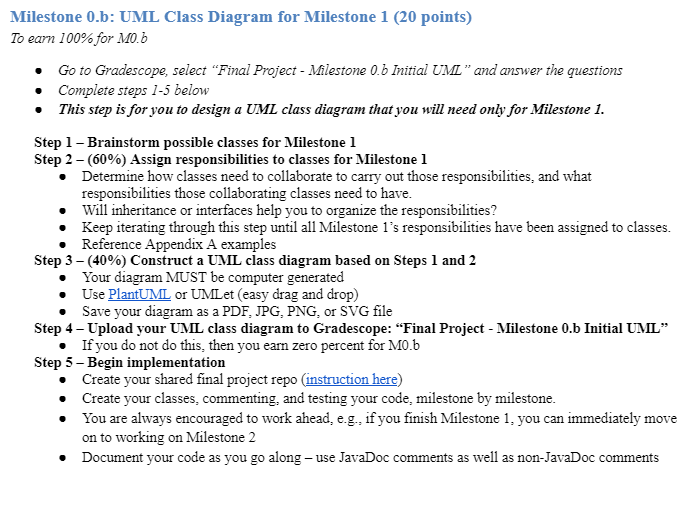 Milestone 0.b: UML Class Diagram for Milestone 1 (20 points)
To earn 100% for M0.b
● Go to Gradescope, select “Final Project - Milestone 0.b Initial UML” and answer the questions
● Complete steps 1-5 below
● This step is for you to design a UML class diagram that you will need only for Milestone 1.
Step 1 – Brainstorm possible classes for Milestone 1
Step 2 – (60%) Assign responsibilities to classes for Milestone 1
● Determine how classes need to collaborate to carry out those responsibilities, and what
responsibilities those collaborating classes need to have.
● Will inheritance or interfaces help you to organize the responsibilities?
● Keep iterating through this step until all Milestone 1’s responsibilities have been assigned to classes.
● Reference Appendix A examples
Step 3 – (40%) Construct a UML class diagram based on Steps 1 and 2
● Your diagram MUST be computer generated
● Use PlantUML or UMLet (easy drag and drop)
● Save your diagram as a PDF, JPG, PNG, or SVG file
Step 4 – Upload your UML class diagram to Gradescope: “Final Project - Milestone 0.b Initial UML”
● If you do not do this, then you earn zero percent for M0.b
Step 5 – Begin implementation
● Create your shared final project repo (instruction here)
● Create your classes, commenting, and testing your code, milestone by milestone.
● You are always encouraged to work ahead, e.g., if you finish Milestone 1, you can immediately move
on to working on Milestone 2
● Document your code as you go along – use JavaDoc comments as well as non-JavaDoc comments